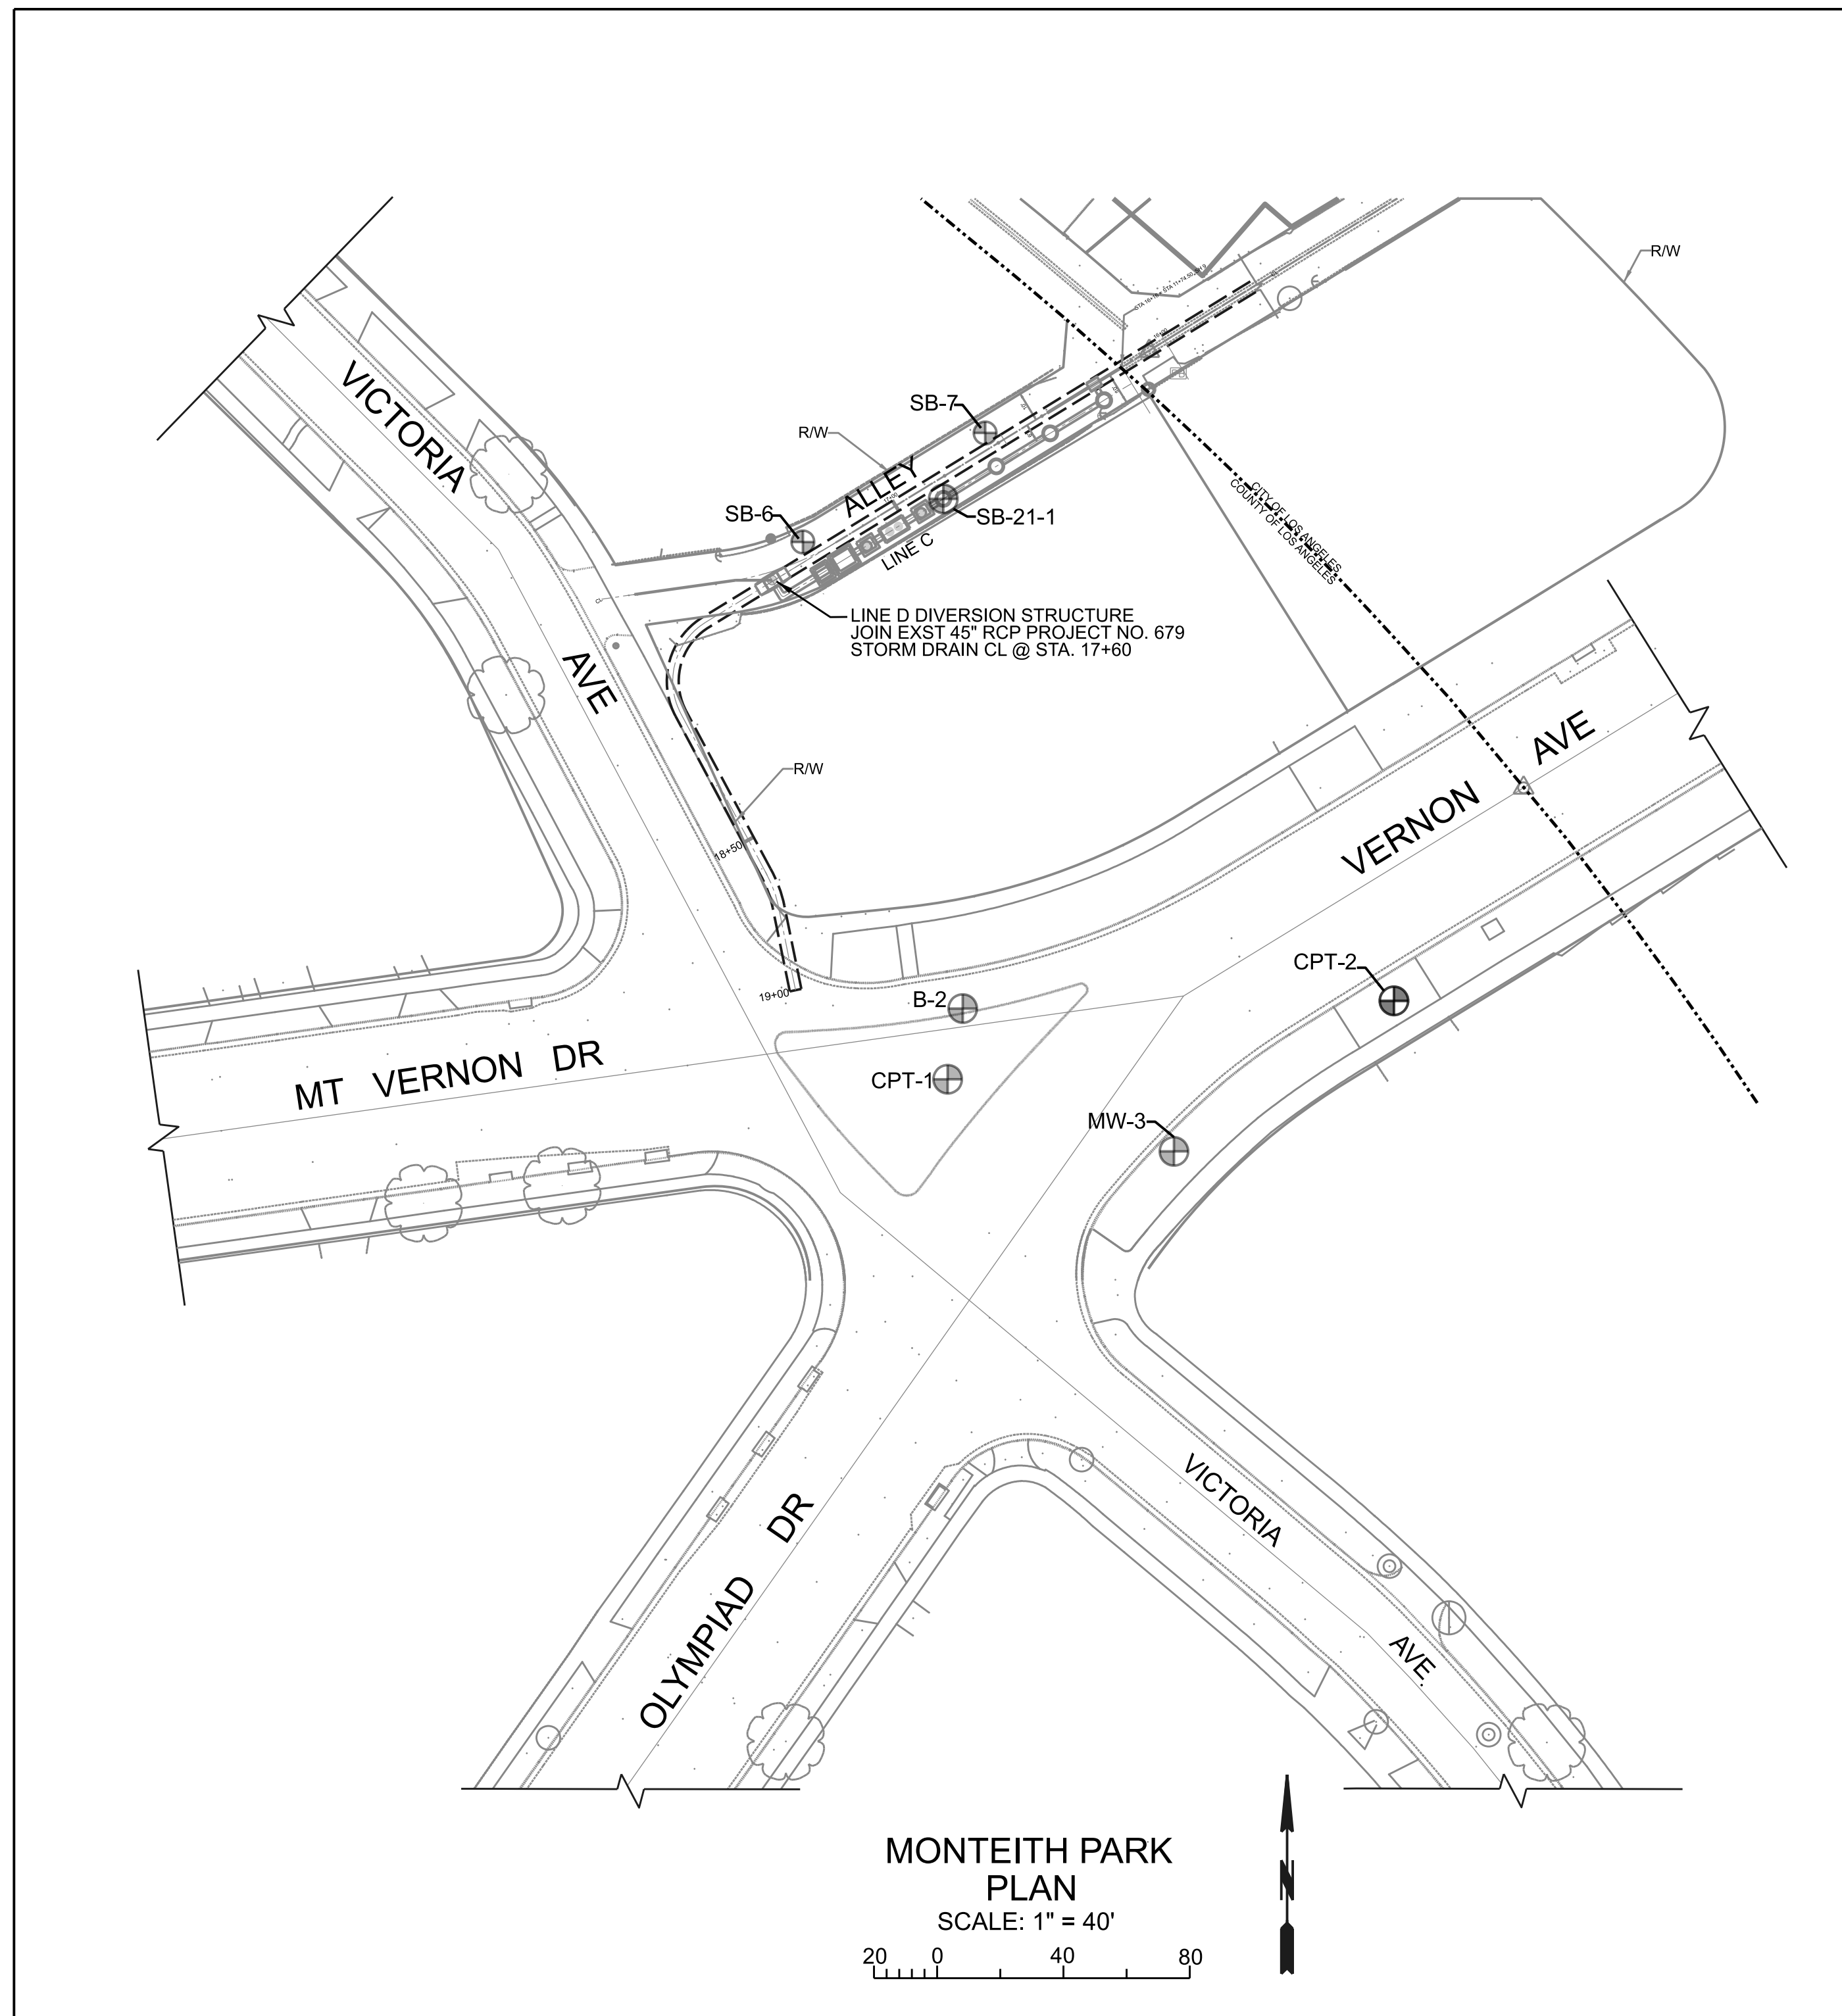 R/W
SB-7
R/W
ALLEY
17+00
SB-6
SB-21-1
LINE C
VICTORIA
AVE
CITY OF LOS ANGELES
COUNTY OF LOS ANGELES
LINE D DIVERSION STRUCTURE
JOIN EXST 45" RCP PROJECT NO. 679
STORM DRAIN CL @ STA. 17+60
R/W
VERNON AVE
18+50
19+00
CPT-2
B-2
MT VERNON DR
CPT-1
MW-3
VICTORIA
AVE.
OLYMPIAD DR
MONTEITH PARK
PLAN
SCALE: 1" = 40'
20 0 40 80
N